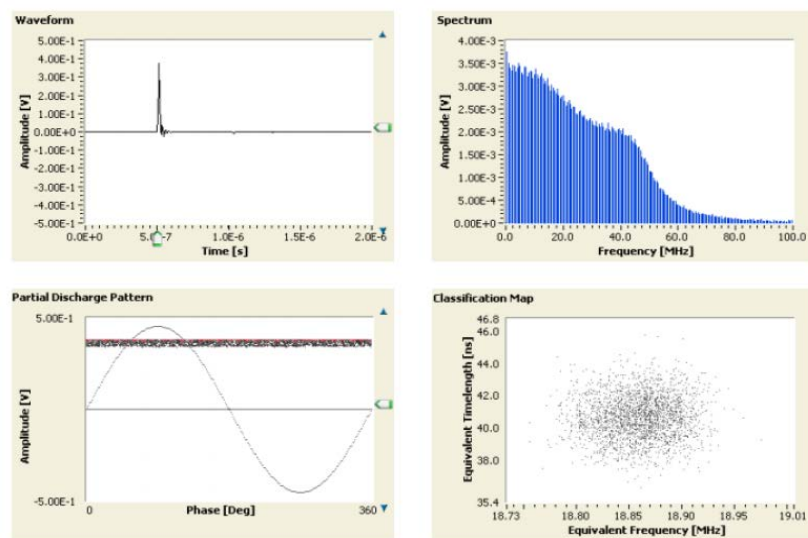 Waveform
5.00E-1
4.00E-1
3.00E-1
2.00E-1
1.00E-1
0.00E+0
-1.00E-1
-2.00E-1
-3.00E-1
-4.00E-1
-5.00E-1
Amplitude [V]
0.0E+0
5.0E-7
1.0E-6
1.5E-6
2.0E-6
Time [s]
Spectrum
4.00E-3
3.50E-3
3.00E-3
2.50E-3
2.00E-3
1.50E-3
1.00E-3
5.00E-4
0.00E+0
Amplitude [V]
0.0
20.0
40.0
60.0
80.0
100.0
Frequency [MHz]
Partial Discharge Pattern
5.00E-1
-5.00E-1
Amplitude [V]
0
360
Phase [Deg]
Classification Map
46.8
46.0
44.0
42.0
40.0
38.0
35.4
Equivalent Timelength [ns]
18.73
18.80
18.85
18.90
18.95
19.01
Equivalent Frequency [MHz]